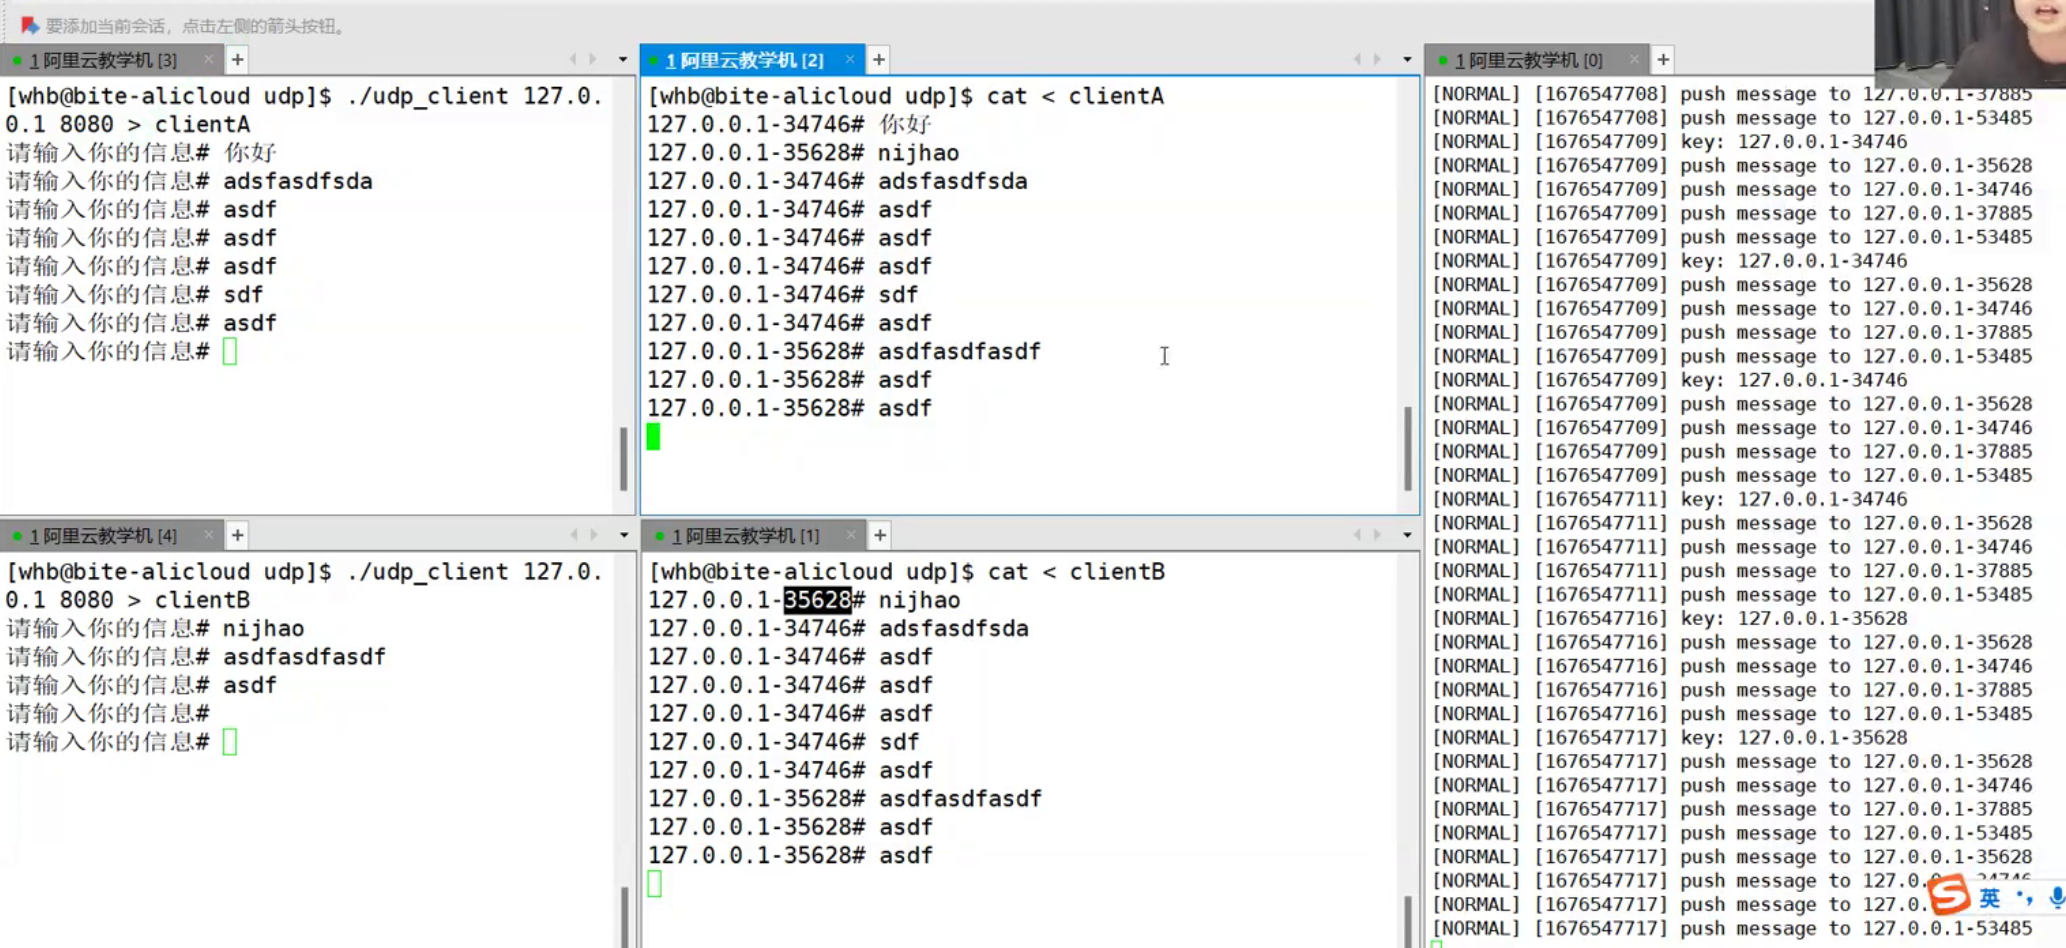 要添加当前会话，点击左侧的箭头按钮。
1 阿里云教学机 [3]
[whb@bite-alicloud udp]$ ./udp_client 127.0.
0.1 8080 > clientA
请输入你的信息# 你好
请输入你的信息# adsfasdfsda
请输入你的信息# asdf
请输入你的信息# asdf
请输入你的信息# asdf
请输入你的信息# sdf
请输入你的信息# asdf
请输入你的信息#
1 阿里云教学机 [2]
[whb@bite-alicloud udp]$ cat < clientA
127.0.0.1-34746# 你好
127.0.0.1-35628# nijhao
127.0.0.1-34746# adsfasdfsda
127.0.0.1-34746# asdf
127.0.0.1-34746# asdf
127.0.0.1-34746# asdf
127.0.0.1-34746# sdf
127.0.0.1-34746# asdf
127.0.0.1-35628# asdfasdfasdf
127.0.0.1-35628# asdf
127.0.0.1-35628# asdf
1 阿里云教学机 [4]
[whb@bite-alicloud udp]$ ./udp_client 127.0.
0.1 8080 > clientB
请输入你的信息# nijhao
请输入你的信息# asdfasdfasdf
请输入你的信息# asdf
请输入你的信息#
请输入你的信息#
1 阿里云教学机 [1]
[whb@bite-alicloud udp]$ cat < clientB
127.0.0.1-35628# nijhao
127.0.0.1-34746# adsfasdfsda
127.0.0.1-34746# asdf
127.0.0.1-34746# asdf
127.0.0.1-34746# asdf
127.0.0.1-34746# sdf
127.0.0.1-34746# asdf
127.0.0.1-35628# asdfasdfasdf
127.0.0.1-35628# asdf
127.0.0.1-35628# asdf
1 阿里云教学机 [0]
[NORMAL] [1676547708] push message to 127.0.0.1-37885
[NORMAL] [1676547708] push message to 127.0.0.1-53485
[NORMAL] [1676547709] key: 127.0.0.1-34746
[NORMAL] [1676547709] push message to 127.0.0.1-35628
[NORMAL] [1676547709] push message to 127.0.0.1-34746
[NORMAL] [1676547709] push message to 127.0.0.1-37885
[NORMAL] [1676547709] push message to 127.0.0.1-53485
[NORMAL] [1676547709] key: 127.0.0.1-34746
[NORMAL] [1676547709] push message to 127.0.0.1-35628
[NORMAL] [1676547709] push message to 127.0.0.1-34746
[NORMAL] [1676547709] push message to 127.0.0.1-37885
[NORMAL] [1676547709] push message to 127.0.0.1-53485
[NORMAL] [1676547709] key: 127.0.0.1-34746
[NORMAL] [1676547709] push message to 127.0.0.1-35628
[NORMAL] [1676547709] push message to 127.0.0.1-34746
[NORMAL] [1676547709] push message to 127.0.0.1-37885
[NORMAL] [1676547709] push message to 127.0.0.1-53485
[NORMAL] [1676547711] key: 127.0.0.1-34746
[NORMAL] [1676547711] push message to 127.0.0.1-35628
[NORMAL] [1676547711] push message to 127.0.0.1-34746
[NORMAL] [1676547711] push message to 127.0.0.1-37885
[NORMAL] [1676547711] push message to 127.0.0.1-53485
[NORMAL] [1676547716] key: 127.0.0.1-35628
[NORMAL] [1676547716] push message to 127.0.0.1-35628
[NORMAL] [1676547716] push message to 127.0.0.1-34746
[NORMAL] [1676547716] push message to 127.0.0.1-37885
[NORMAL] [1676547716] push message to 127.0.0.1-53485
[NORMAL] [1676547717] key: 127.0.0.1-35628
[NORMAL] [1676547717] push message to 127.0.0.1-35628
[NORMAL] [1676547717] push message to 127.0.0.1-34746
[NORMAL] [1676547717] push message to 127.0.0.1-37885
[NORMAL] [1676547717] push message to 127.0.0.1-53485
[NORMAL] [1676547717] push message to 127.0.0.1-35628
[NORMAL] [1676547717] push message to 127.0.
[NORMAL] [1676547717] push message to 127.0.
[NORMAL] [1676547717] push message to 127.0.0.1-53485
英